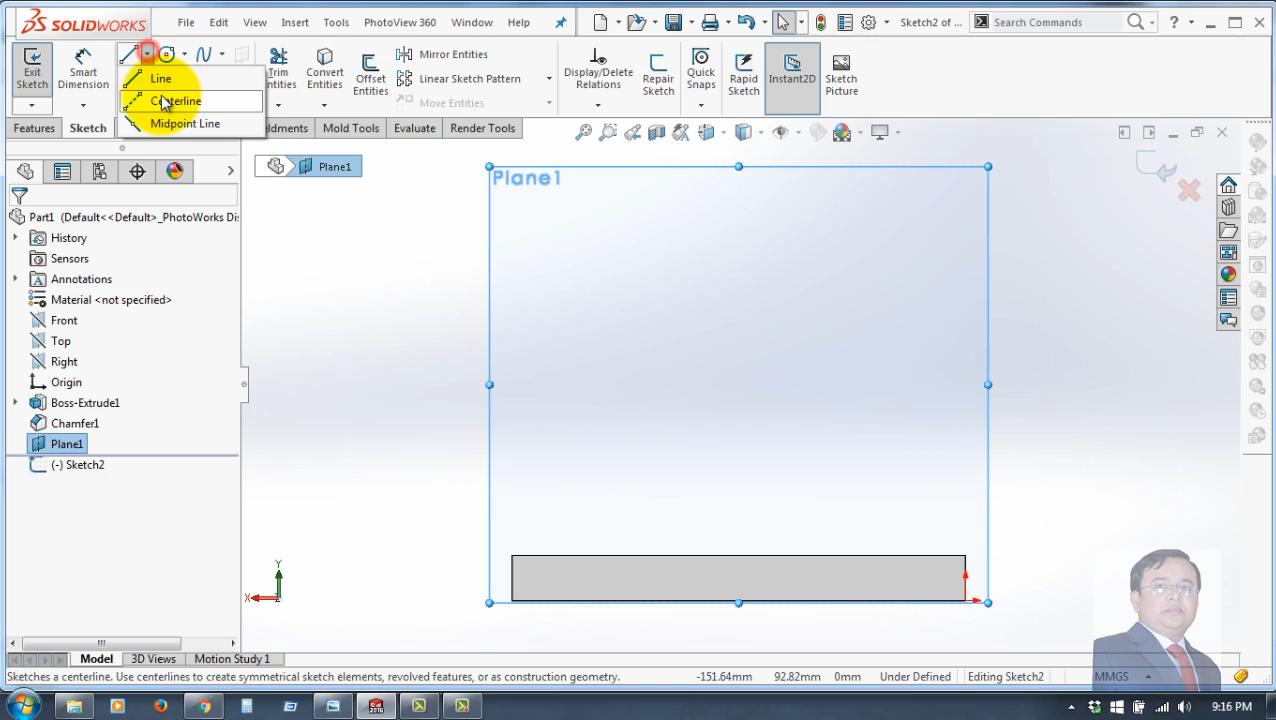 SOLIDWORKS File Edit View Insert Tools PhotoView 360 Window Help Sketch2 of ... Search Commands
Exit Sketch Smart Dimension Trim Entities Convert Entities Offset Entities Mirror Entities Linear Sketch Pattern Move Entities Display/Delete Relations Repair Sketch Quick Snaps Rapid Sketch Instant2D Sketch Picture
Line
Centerline
Midpoint Line
Features Sketch Mold Tools Evaluate Render Tools
Plane1
Plane1
Part1 (Default<<Default>_PhotoWorks Dis
History
Sensors
Annotations
Material <not specified>
Front
Top
Right
Origin
Boss-Extrude1
Chamfer1
Plane1
(-) Sketch2
Y
X
Z
Model 3D Views Motion Study 1
Sketches a centerline. Use centerlines to create symmetrical sketch elements, revolved features, or as construction geometry. -151.64mm 92.82mm 0mm Under Defined Editing Sketch2 MMGS
9:16 PM